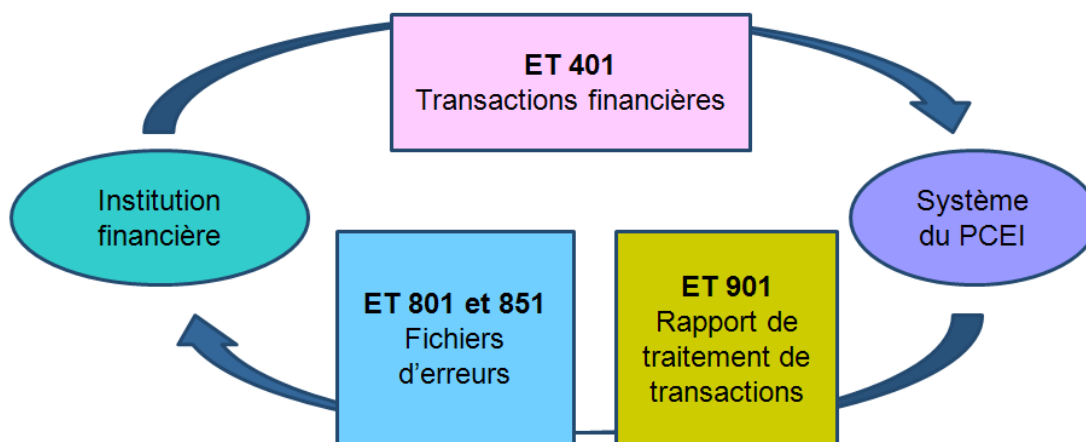 ET 401
Transactions financières
Institution
financière
Système
du PCEI
ET 801 et 851
Fichiers
d’erreurs
ET 901
Rapport de
traitement de
transactions